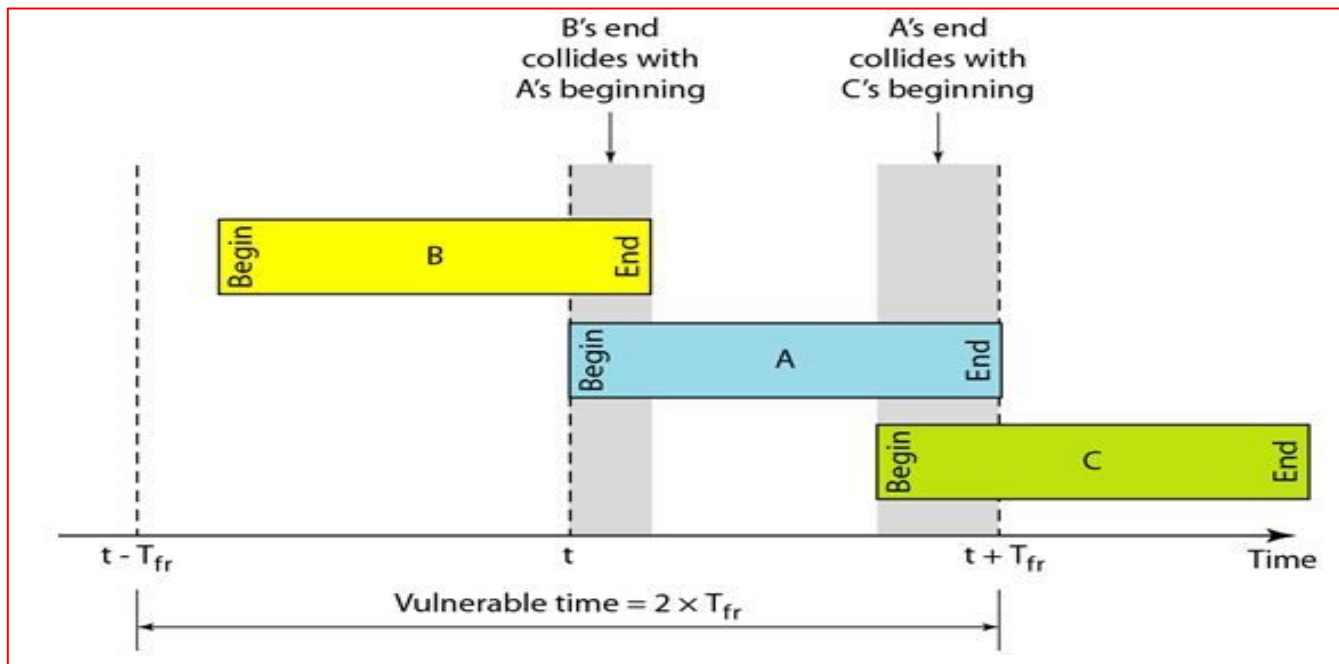 B's end
collides with
A's beginning
A's end
collides with
C's beginning
Begin
B
End
Begin
A
End
Begin
C
End
t - Tfr
t
t + Tfr
Time
Vulnerable time = 2 × Tfr